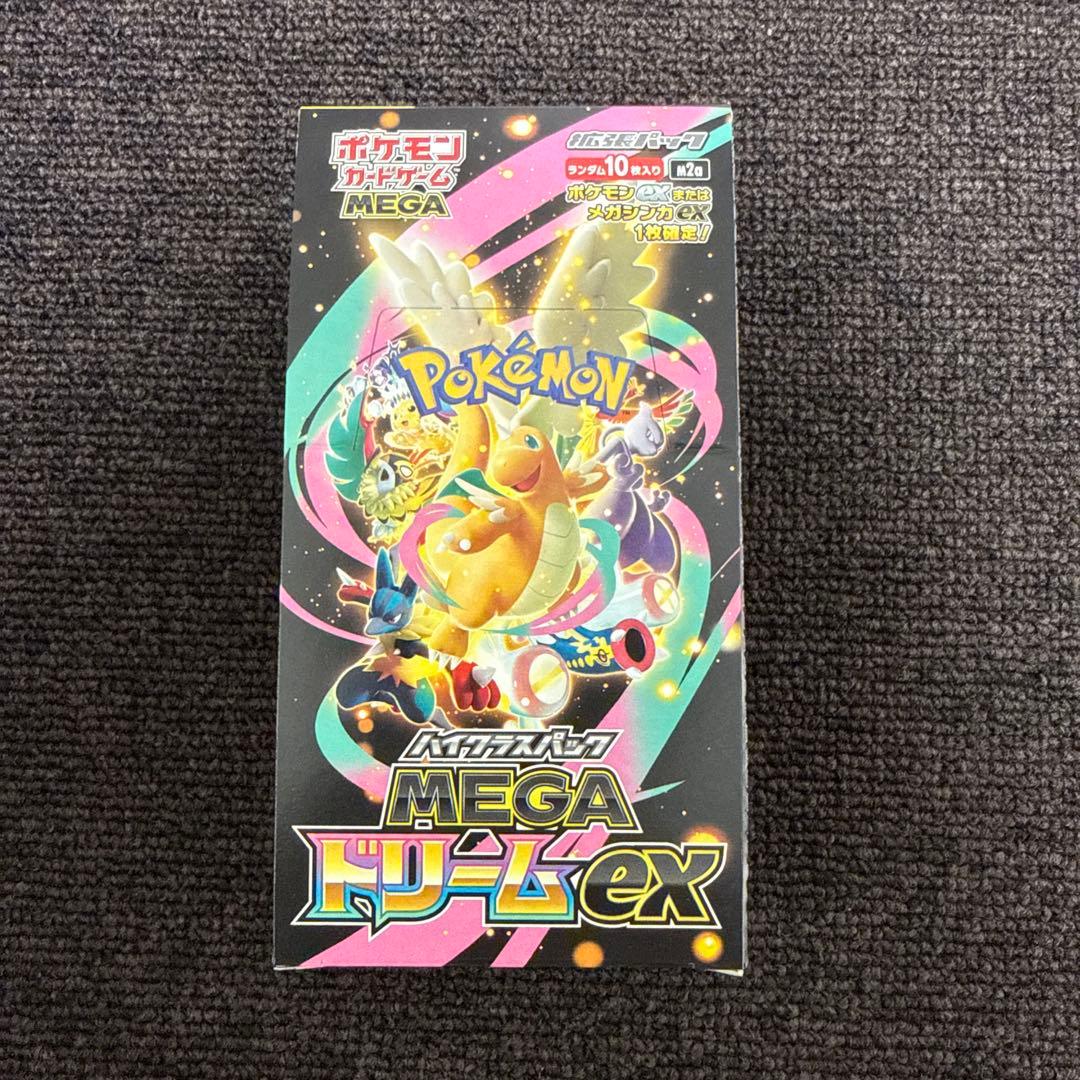 ポケモン
カードゲーム
MEGA
拡張パック
ランダム10枚入り
M2a
ポケモンexまたは
メガシンカex
1枚確定!
POKéMON
TM
ハイクラスパック
MEGA
ドリームex